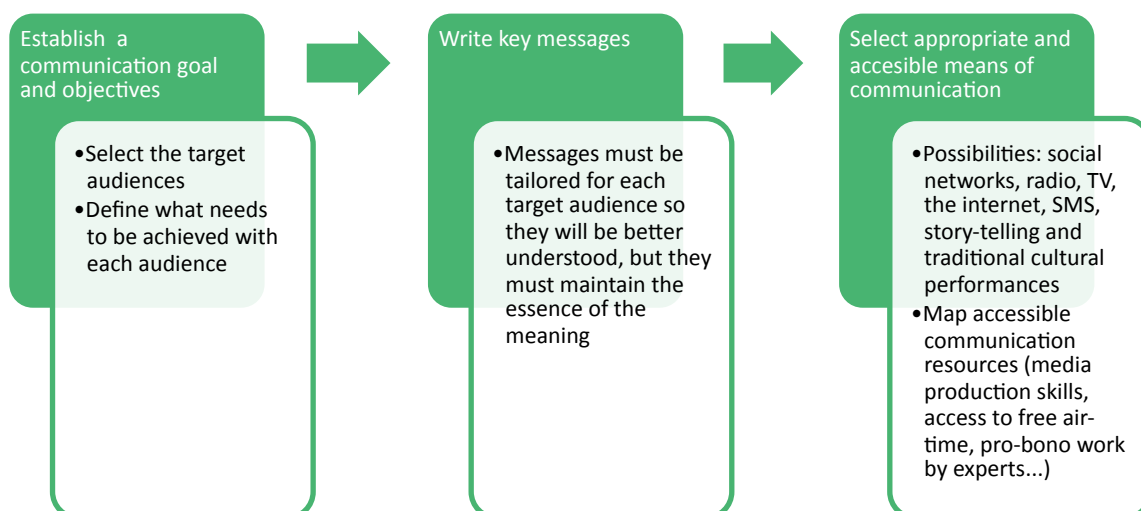 Establish a
communication goal
and objectives
•Select the target
audiences
•Define what needs
to be achieved with
each audience
Write key messages
•Messages must be
tailored for each
target audience so
they will be better
understood, but they
must maintain the
essence of the
meaning
Select appropriate and
accesible means of
communication
•Possibilities: social
networks, radio, TV,
the internet, SMS,
story-telling and
traditional cultural
performances
•Map accessible
communication
resources (media
production skills,
access to free air-
time, pro-bono work
by experts...)